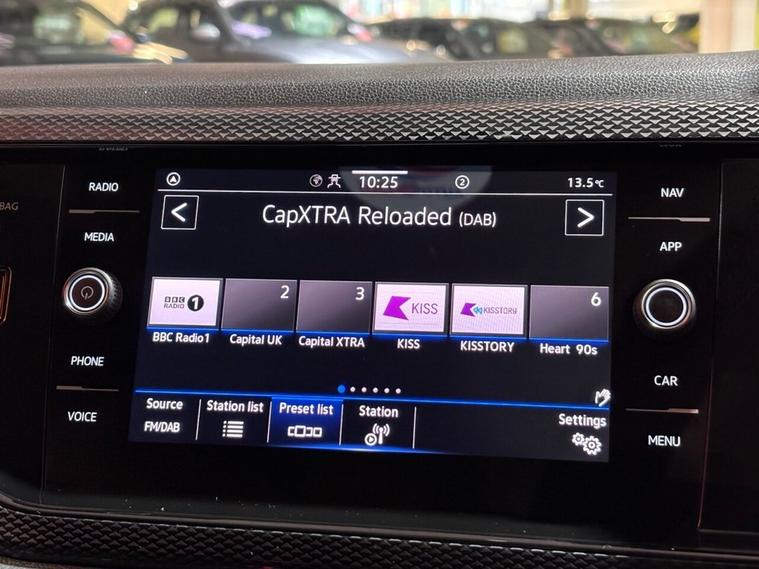 RADIO
MEDIA
PHONE
VOICE
BAG
10:25
2
13.5°C
< CapXTRA Reloaded (DAB) >
BBC RADIO 1 2 3 KISS KISSTORY 6
BBC Radio1 Capital UK Capital XTRA KISS KISSTORY Heart 90s
Source Station list Preset list Station Settings
FM/DAB
NAV
APP
CAR
MENU